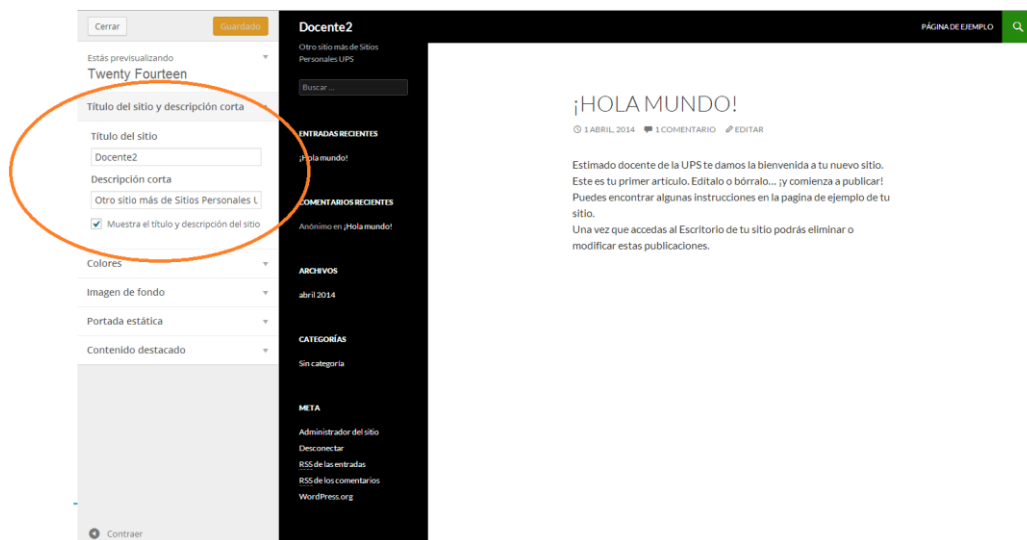 Cerrar
Guardado
Estás previsualizando
Twenty Fourteen
Título del sitio y descripción corta
Título del sitio
Docente2
Descripción corta
Otro sitio más de Sitios Personales U
Muestra el título y descripción del sitio
Colores
Imagen de fondo
Portada estática
Contenido destacado
Contraer
Docente2
Otro sitio más de Sitios
Personales UPS
Buscar ...
ENTRADAS RECIENTES
¡Hola mundo!
COMENTARIOS RECIENTES
Anónimo en ¡Hola mundo!
ARCHIVOS
abril 2014
CATEGORÍAS
Sin categoría
META
Administrador del sitio
Desconectar
RSS de las entradas
RSS de los comentarios
WordPress.org
PÁGINA DE EJEMPLO
¡HOLA MUNDO!
1 ABRIL, 2014 1 COMENTARIO EDITAR
Estimado docente de la UPS te damos la bienvenida a tu nuevo sitio.
Este es tu primer artículo. Edítalo o bórralo… ¡y comienza a publicar!
Puedes encontrar algunas instrucciones en la pagina de ejemplo de tu
sitio.
Una vez que accedas al Escritorio de tu sitio podrás eliminar o
modificar estas publicaciones.